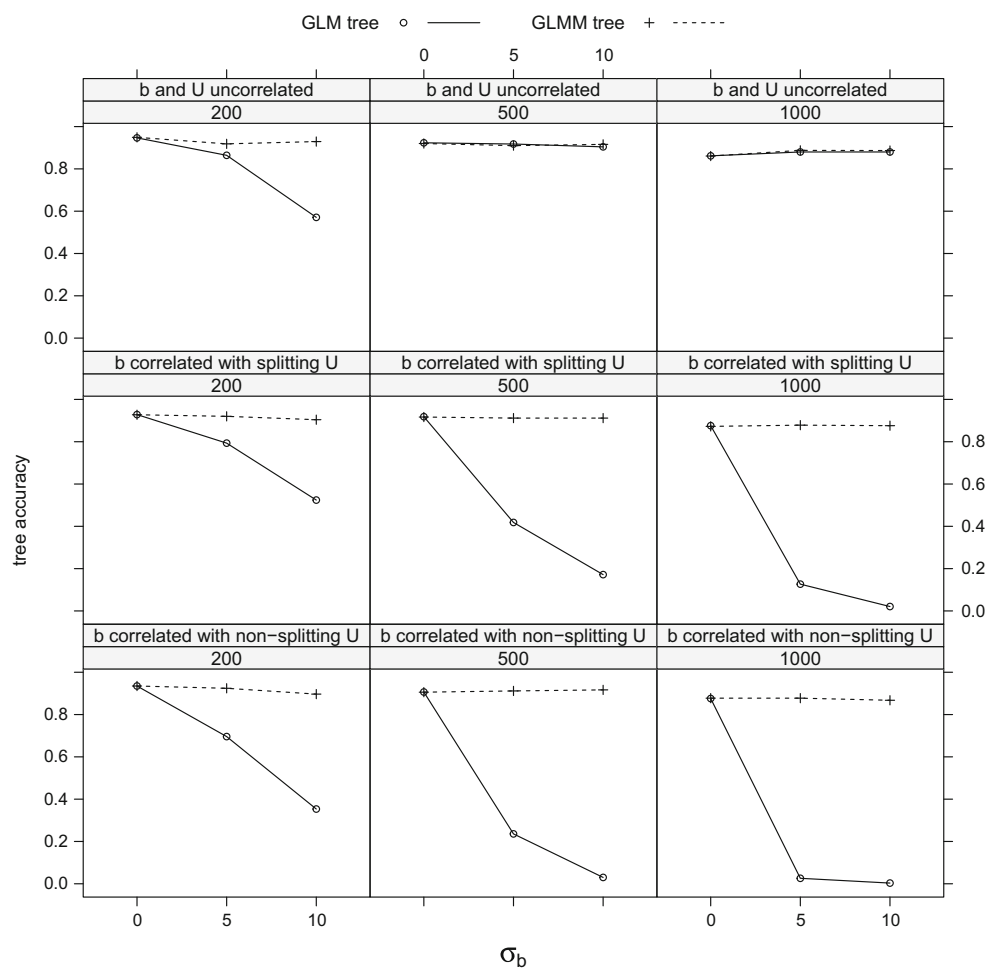 GLM tree GLMM tree
0 5 10
b and U uncorrelated b and U uncorrelated b and U uncorrelated
200 500 1000
0.8
0.6
0.4
0.2
0.0
b correlated with splitting U b correlated with splitting U b correlated with splitting U
200 500 1000
0.8
0.6
0.4
0.2
0.0
tree accuracy
b correlated with non−splitting U b correlated with non−splitting U b correlated with non−splitting U
200 500 1000
0.8
0.6
0.4
0.2
0.0
0 5 10 0 5 10
σb